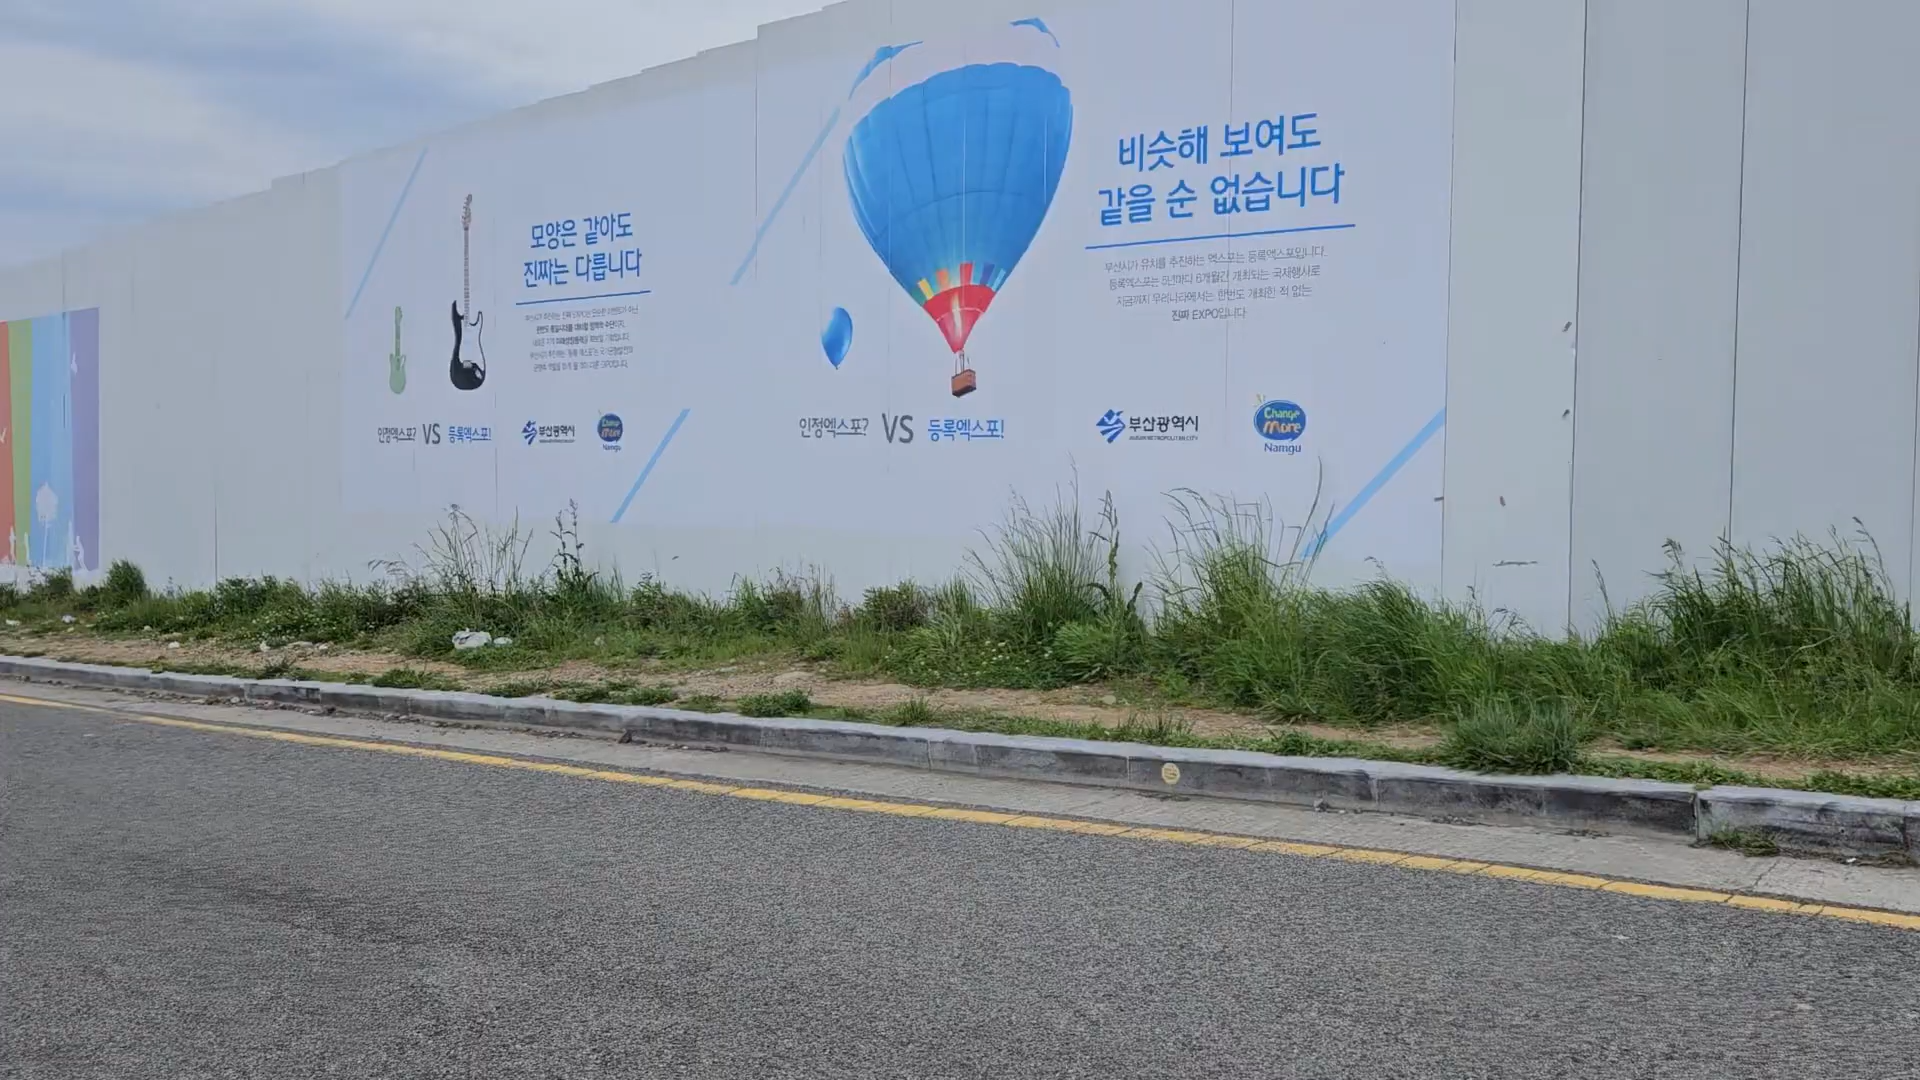 모양은 같아도
진짜는 다릅니다
인정엑스포? VS 등록엑스포!
부산광역시
Change
More
Namgu
비슷해 보여도
같을 순 없습니다
부산시가 유치를 추진하는 엑스포는 등록엑스포입니다.
등록엑스포는 5년마다 6개월간 개최되는 국제행사로
지금까지 우리나라에서는 한번도 개최한 적 없는
진짜 EXPO입니다
인정엑스포? VS 등록엑스포!
부산광역시
BUSAN METROPOLITAN CITY
Change
More
Namgu